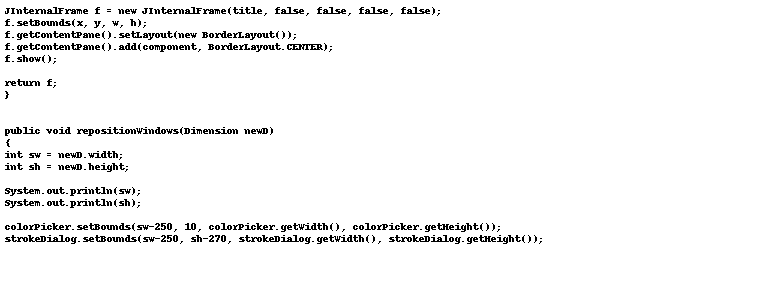 JInternalFrame f = new JInternalFrame(title, false, false, false, false);
f.setBounds(x, y, w, h);
f.getContentPane().setLayout(new BorderLayout());
f.getContentPane().add(component, BorderLayout.CENTER);
f.show();

return f;
}


public void repositionWindows(Dimension newD)
{
int sw = newD.width;
int sh = newD.height;

System.out.println(sw);
System.out.println(sh);

colorPicker.setBounds(sw-250, 10, colorPicker.getWidth(), colorPicker.getHeight());
strokeDialog.setBounds(sw-250, sh-270, strokeDialog.getWidth(), strokeDialog.getHeight());